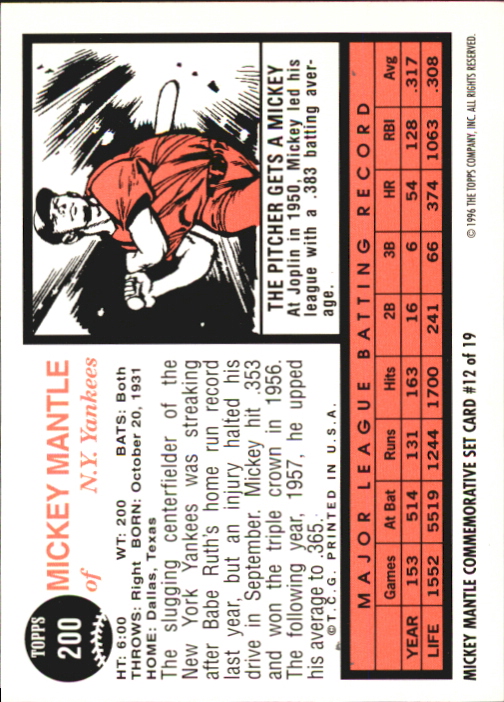 TOPPS
200
MICKEY MANTLE
of N.Y. Yankees
HT: 6:00 WT: 200 BATS: Both
THROWS: Right BORN: October 20, 1931
HOME: Dallas, Texas
The slugging centerfielder of the
New York Yankees was streaking
after Babe Ruth's home run record
last year, but an injury halted his
drive in September. Mickey hit .353
and won the triple crown in 1956.
The following year, 1957, he upped
his average to .365.
©T.C.G. PRINTED IN U.S.A.
THE PITCHER GETS A MICKEY
At Joplin in 1950, Mickey led his
league with a .383 batting aver-
age.
MAJOR LEAGUE BATTING RECORD
Games At Bat Runs Hits 2B 3B HR RBI Avg
YEAR 153 514 131 163 16 6 54 128 .317
LIFE 1552 5519 1244 1700 241 66 374 1063 .308
MICKEY MANTLE COMMEMORATIVE SET CARD #12 of 19
© 1996 THE TOPPS COMPANY, INC. ALL RIGHTS RESERVED.